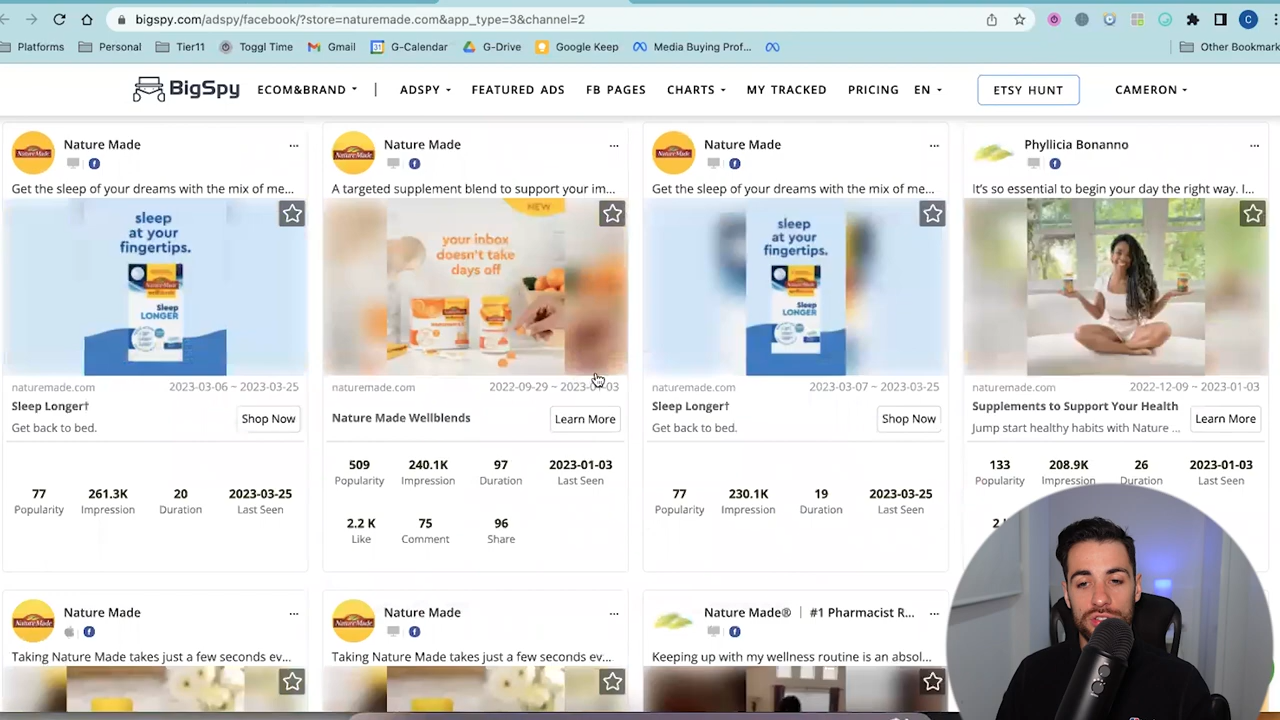 bigspy.com/adspy/facebook/?store=naturemade.com&app_type=3&channel=2
C
Platforms
Personal
Tier11
Toggl Time
Gmail
G-Calendar
G-Drive
Google Keep
Media Buying Prof...
Other Bookmark
BigSpy
ECOM&BRAND
ADSPY
FEATURED ADS
FB PAGES
CHARTS
MY TRACKED
PRICING
EN
ETSY HUNT
CAMERON
Nature Made
Get the sleep of your dreams with the mix of me...
sleep
at your
fingertips.
Nature Made
Sleep
LONGER
naturemade.com
2023-03-06 ~ 2023-03-25
Sleep Longer†
Get back to bed.
Shop Now
77
Popularity
261.3K
Impression
20
Duration
2023-03-25
Last Seen
Nature Made
A targeted supplement blend to support your im...
NEW
your inbox
doesn't take
days off
naturemade.com
2022-09-29 ~ 2023-01-03
Nature Made Wellblends
Learn More
509
Popularity
240.1K
Impression
97
Duration
2023-01-03
Last Seen
2.2 K
Like
75
Comment
96
Share
Nature Made
Get the sleep of your dreams with the mix of me...
sleep
at your
fingertips.
Sleep
LONGER
naturemade.com
2023-03-07 ~ 2023-03-25
Sleep Longer†
Get back to bed.
Shop Now
77
Popularity
230.1K
Impression
19
Duration
2023-03-25
Last Seen
Phyllicia Bonanno
It's so essential to begin your day the right way. I...
naturemade.com
2022-12-09 ~ 2023-01-03
Supplements to Support Your Health
Jump start healthy habits with Nature ...
Learn More
133
Popularity
208.9K
Impression
26
Duration
2023-01-03
Last Seen
Nature Made
Taking Nature Made takes just a few seconds ev...
Nature Made
Taking Nature Made takes just a few seconds ev...
Nature Made® | #1 Pharmacist R...
Keeping up with my wellness routine is an absol...